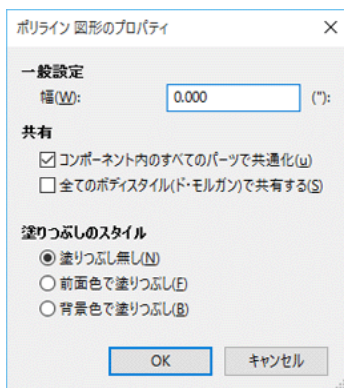 ポリライン 図形のプロパティ
一般設定
幅(W): 0.000 ("):
共有
コンポーネント内のすべてのパーツで共通化(u)
全てのボディスタイル(ド・モルガン)で共有する(S)
塗りつぶしのスタイル
塗りつぶし無し(N)
前面色で塗りつぶし(F)
背景色で塗りつぶし(B)
OK キャンセル